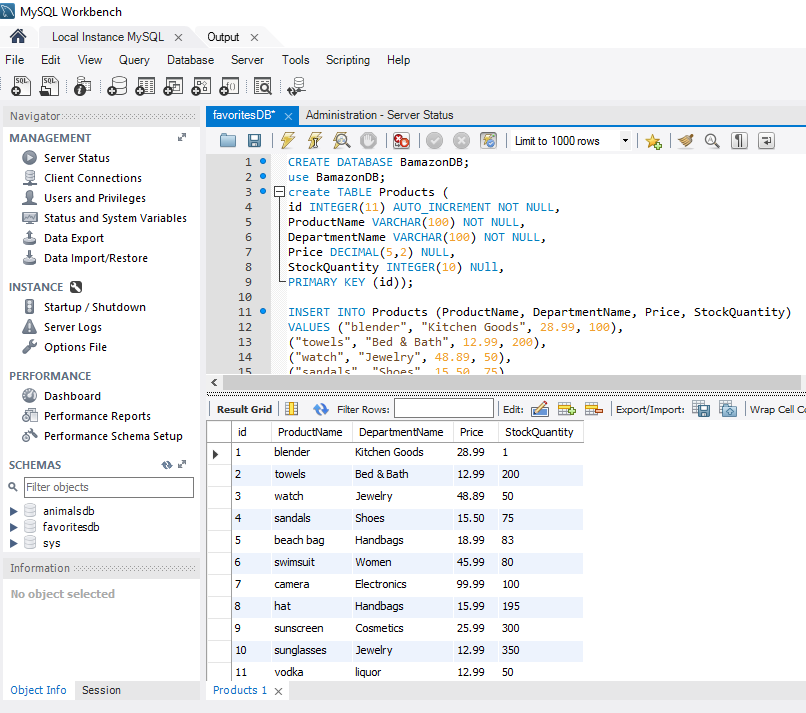 MySQL Workbench
Local Instance MySQL Output
File Edit View Query Database Server Tools Scripting Help
Navigator
MANAGEMENT
Server Status
Client Connections
Users and Privileges
Status and System Variables
Data Export
Data Import/Restore
INSTANCE
Startup / Shutdown
Server Logs
Options File
PERFORMANCE
Dashboard
Performance Reports
Performance Schema Setup
SCHEMAS
Filter objects
animalsdb
favoritesdb
sys
Information
No object selected
Object Info Session
favoritesDB* Administration - Server Status
Limit to 1000 rows
1 CREATE DATABASE BamazonDB;
2 use BamazonDB;
3 create TABLE Products (
4 id INTEGER(11) AUTO_INCREMENT NOT NULL,
5 ProductName VARCHAR(100) NOT NULL,
6 DepartmentName VARCHAR(100) NOT NULL,
7 Price DECIMAL(5,2) NULL,
8 StockQuantity INTEGER(10) NUll,
9 PRIMARY KEY (id));
10
11 INSERT INTO Products (ProductName, DepartmentName, Price, StockQuantity)
12 VALUES ("blender", "Kitchen Goods", 28.99, 100),
13 ("towels", "Bed & Bath", 12.99, 200),
14 ("watch", "Jewelry", 48.89, 50),
15 ("sandals", "Shoes", 15.50, 75)
Result Grid Filter Rows: Edit: Export/Import: Wrap Cell Co
id ProductName DepartmentName Price StockQuantity
1 blender Kitchen Goods 28.99 1
2 towels Bed & Bath 12.99 200
3 watch Jewelry 48.89 50
4 sandals Shoes 15.50 75
5 beach bag Handbags 18.99 83
6 swimsuit Women 45.99 80
7 camera Electronics 99.99 100
8 hat Handbags 15.99 195
9 sunscreen Cosmetics 25.99 300
10 sunglasses Jewelry 12.99 350
11 vodka liquor 12.99 50
Products 1